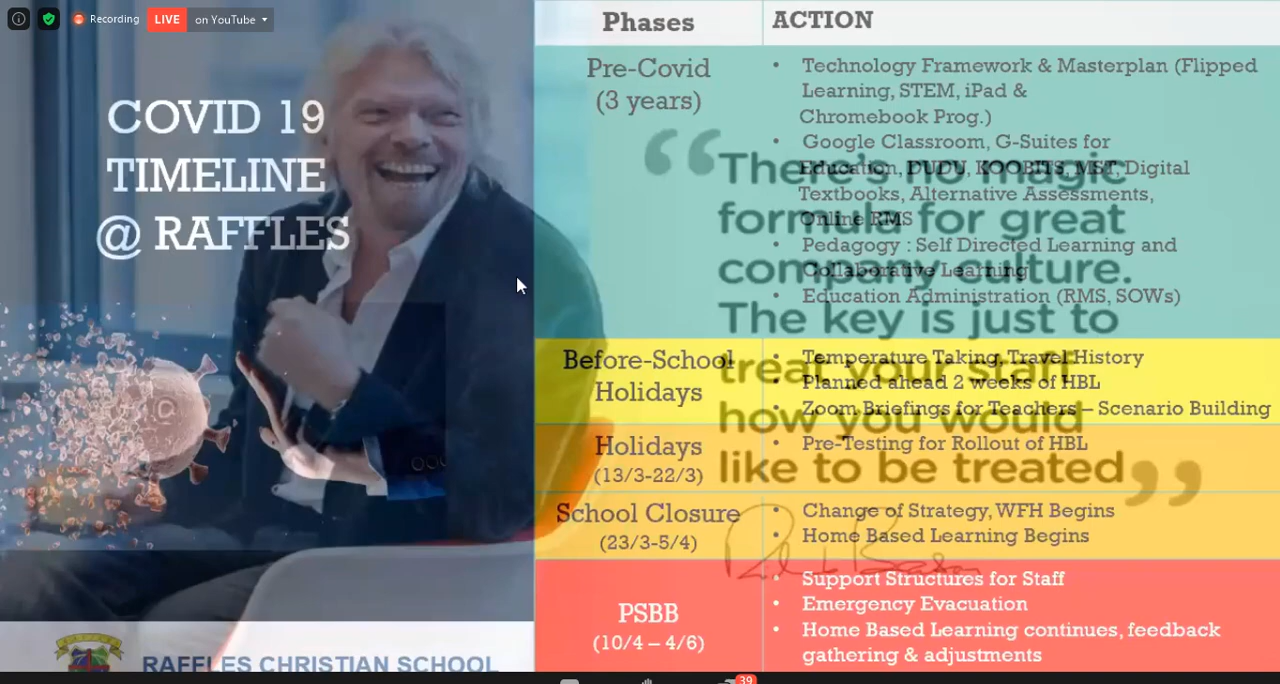 Recording
LIVE on YouTube
COVID 19
TIMELINE
@ RAFFLES
RAFFLES CHRISTIAN SCHOOL
Phases
ACTION
Pre-Covid
(3 years)
• Technology Framework & Masterplan (Flipped
Learning, STEM, iPad &
Chromebook Prog.)
• Google Classroom, G-Suites for
Education, DUDU, KOOBITS, MST, Digital
Textbooks, Alternative Assessments,
Online RMS
• Pedagogy : Self Directed Learning and
Collaborative Learning
• Education Administration (RMS, SOWs)
Before-School
Holidays
• Temperature Taking, Travel History
• Planned ahead 2 weeks of HBL
• Zoom Briefings for Teachers – Scenario Building
Holidays
(13/3-22/3)
• Pre-Testing for Rollout of HBL
School Closure
(23/3-5/4)
• Change of Strategy, WFH Begins
• Home Based Learning Begins
PSBB
(10/4 – 4/6)
• Support Structures for Staff
• Emergency Evacuation
• Home Based Learning continues, feedback
gathering & adjustments
“There's no magic
formula for great
company culture.
The key is just to
treat your staff
how you would
like to be treated”
39